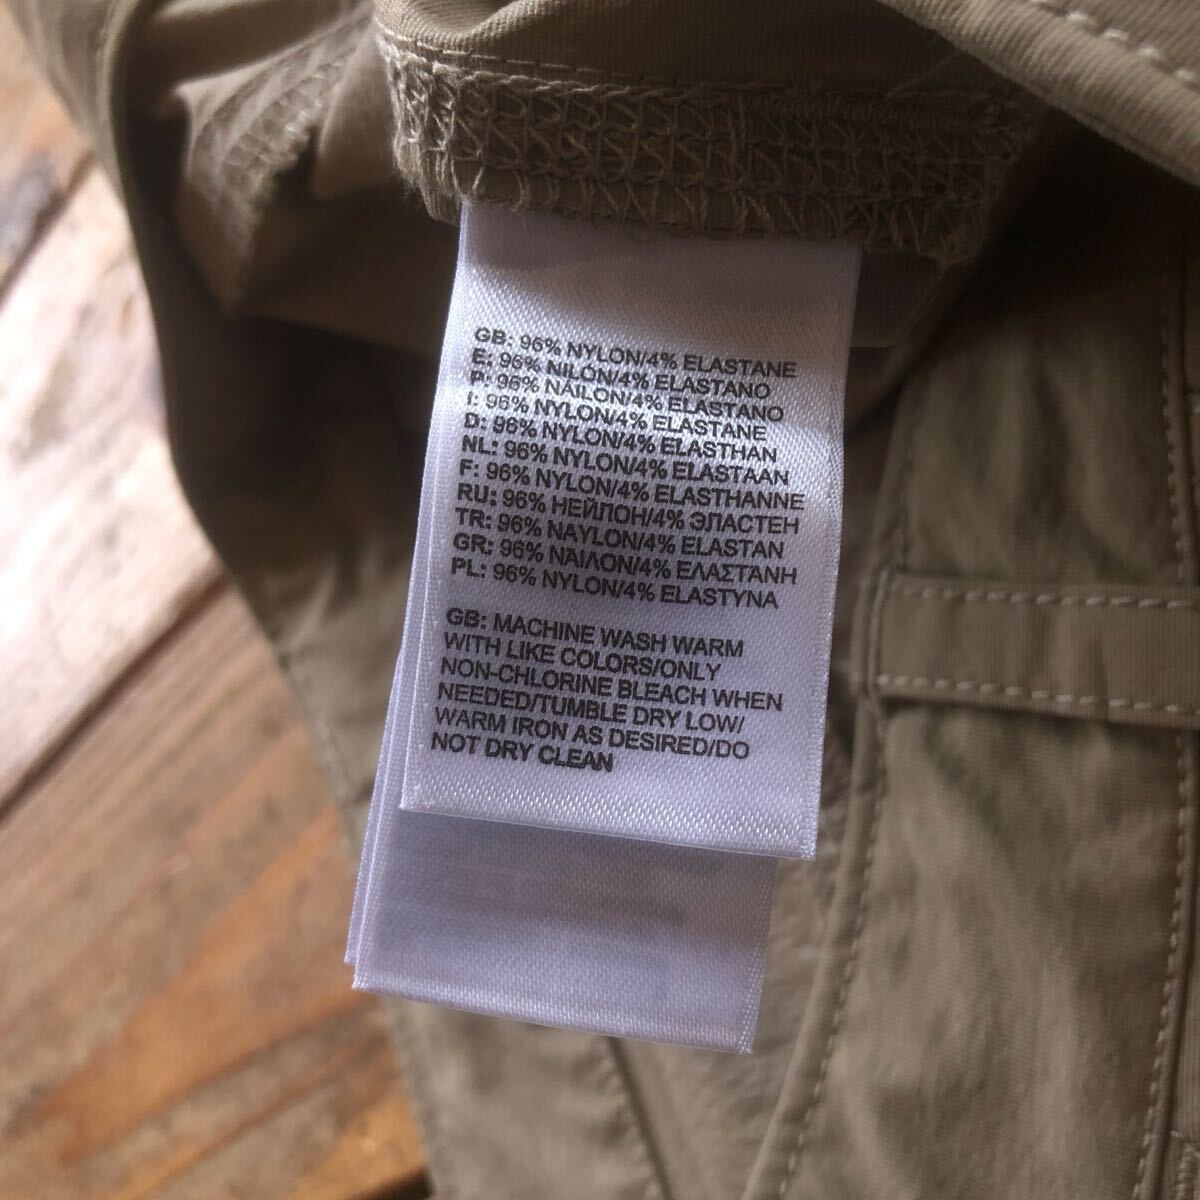 GB: 96% NYLON/4% ELASTANE
E: 96% NILON/4% ELASTANO
P: 96% NAILON/4% ELASTANO
I: 96% NYLON/4% ELASTANE
D: 96% NYLON/4% ELASTHAN
NL: 96% NYLON/4% ELASTAAN
F: 96% NYLON/4% ELASTHANNE
RU: 96% НЕЙЛОН/4% ЭЛАСТЕН
TR: 96% NAYLON/4% ELASTAN
GR: 96% ΝΑΙΛΟΝ/4% ΕΛΑΣΤΑΝΗ
PL: 96% NYLON/4% ELASTYNA
GB: MACHINE WASH WARM
WITH LIKE COLORS/ONLY
NON-CHLORINE BLEACH WHEN
NEEDED/TUMBLE DRY LOW/
WARM IRON AS DESIRED/DO
NOT DRY CLEAN